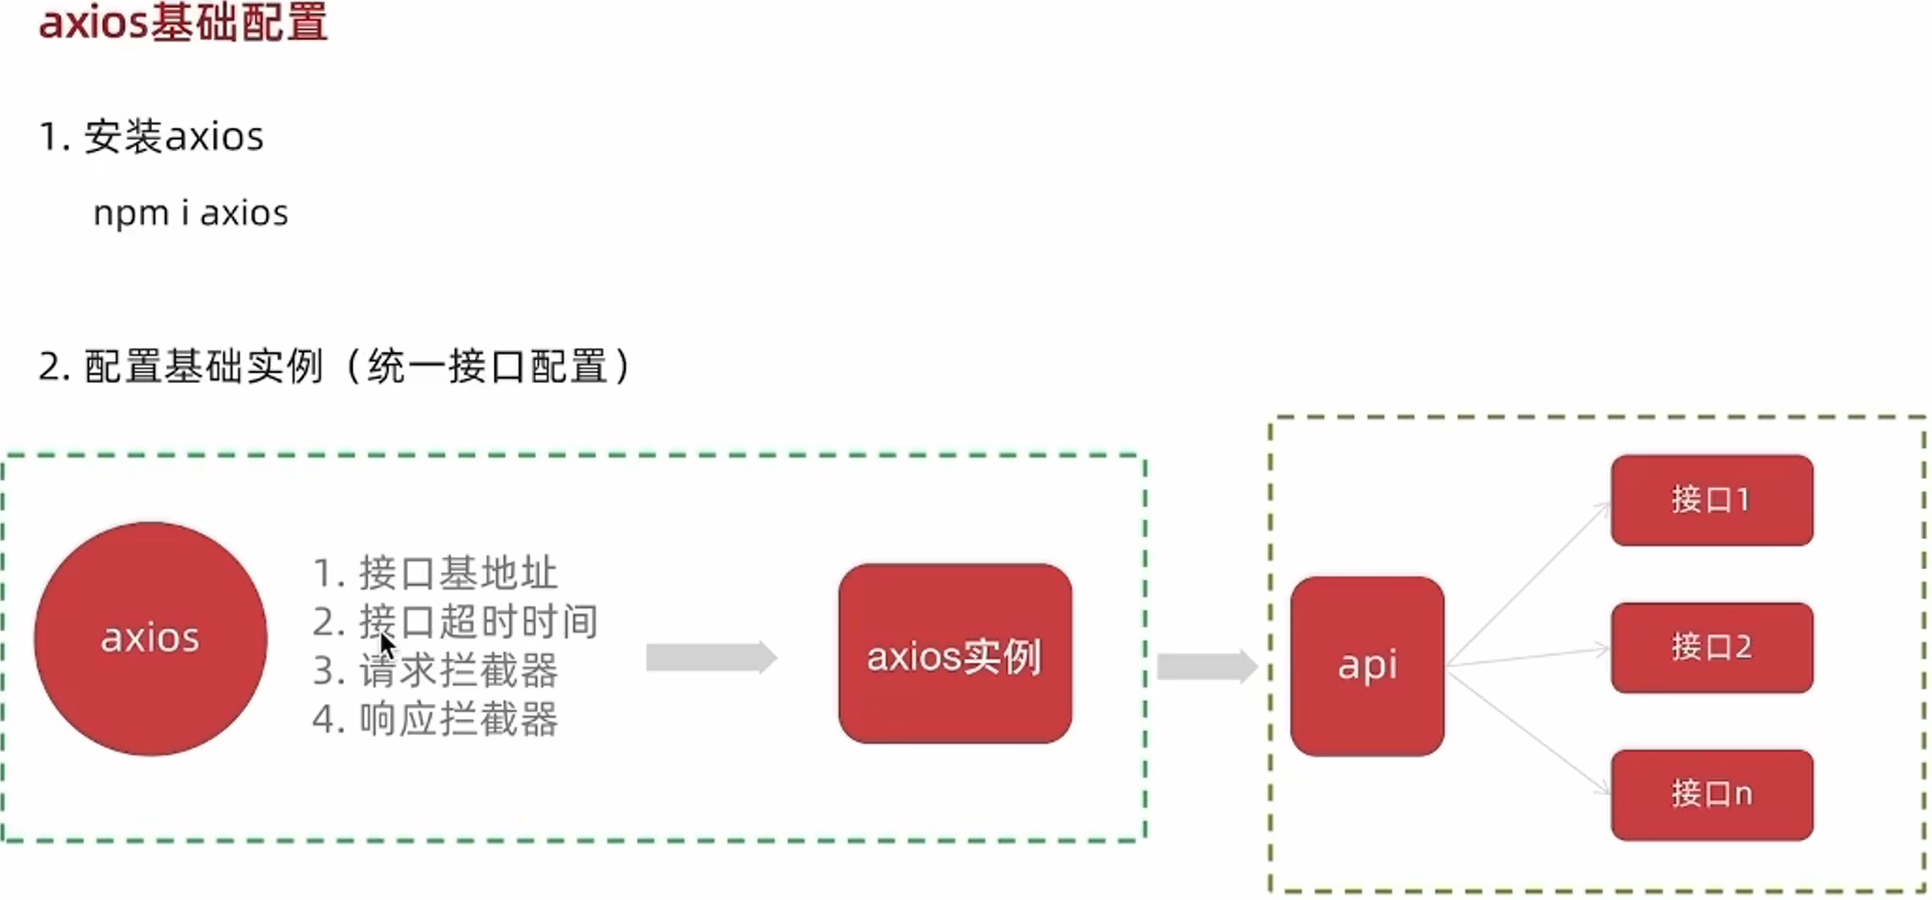 axios基础配置
1. 安装axios
npm i axios
2. 配置基础实例（统一接口配置）
axios
1. 接口基地址
2. 接口超时时间
3. 请求拦截器
4. 响应拦截器
axios实例
api
接口1
接口2
接口n